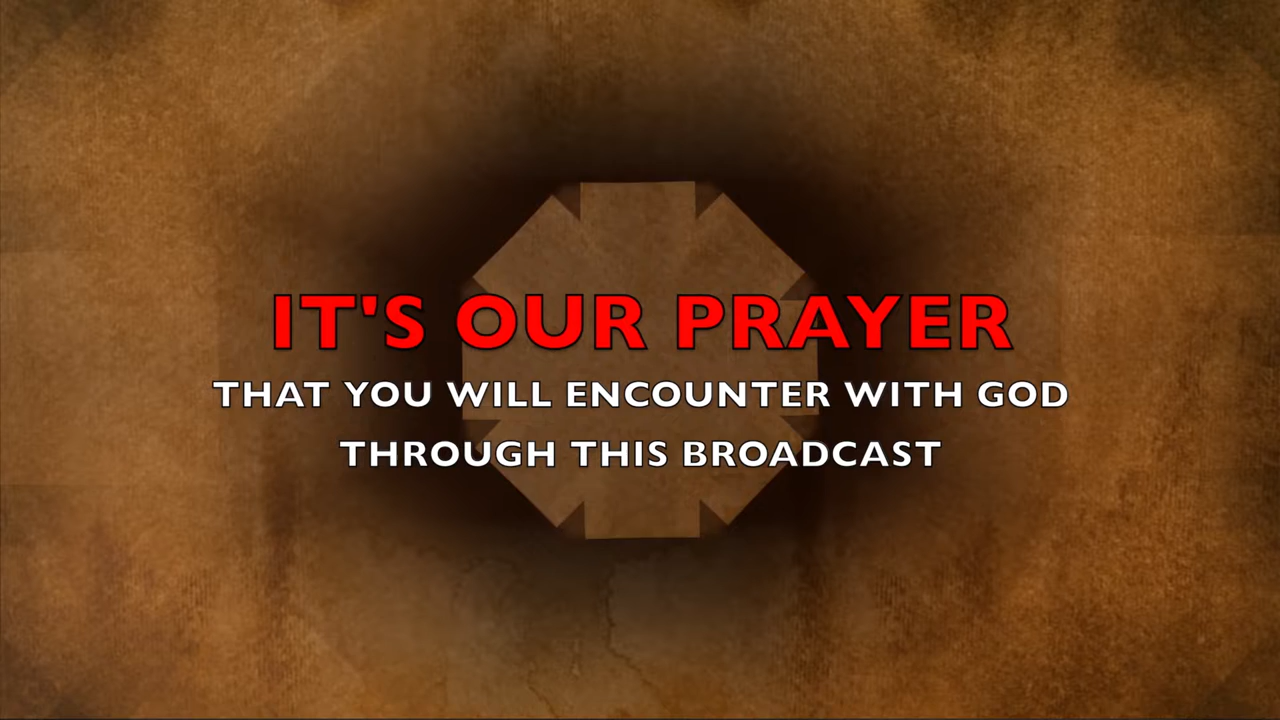 IT'S OUR PRAYER
THAT YOU WILL ENCOUNTER WITH GOD
THROUGH THIS BROADCAST